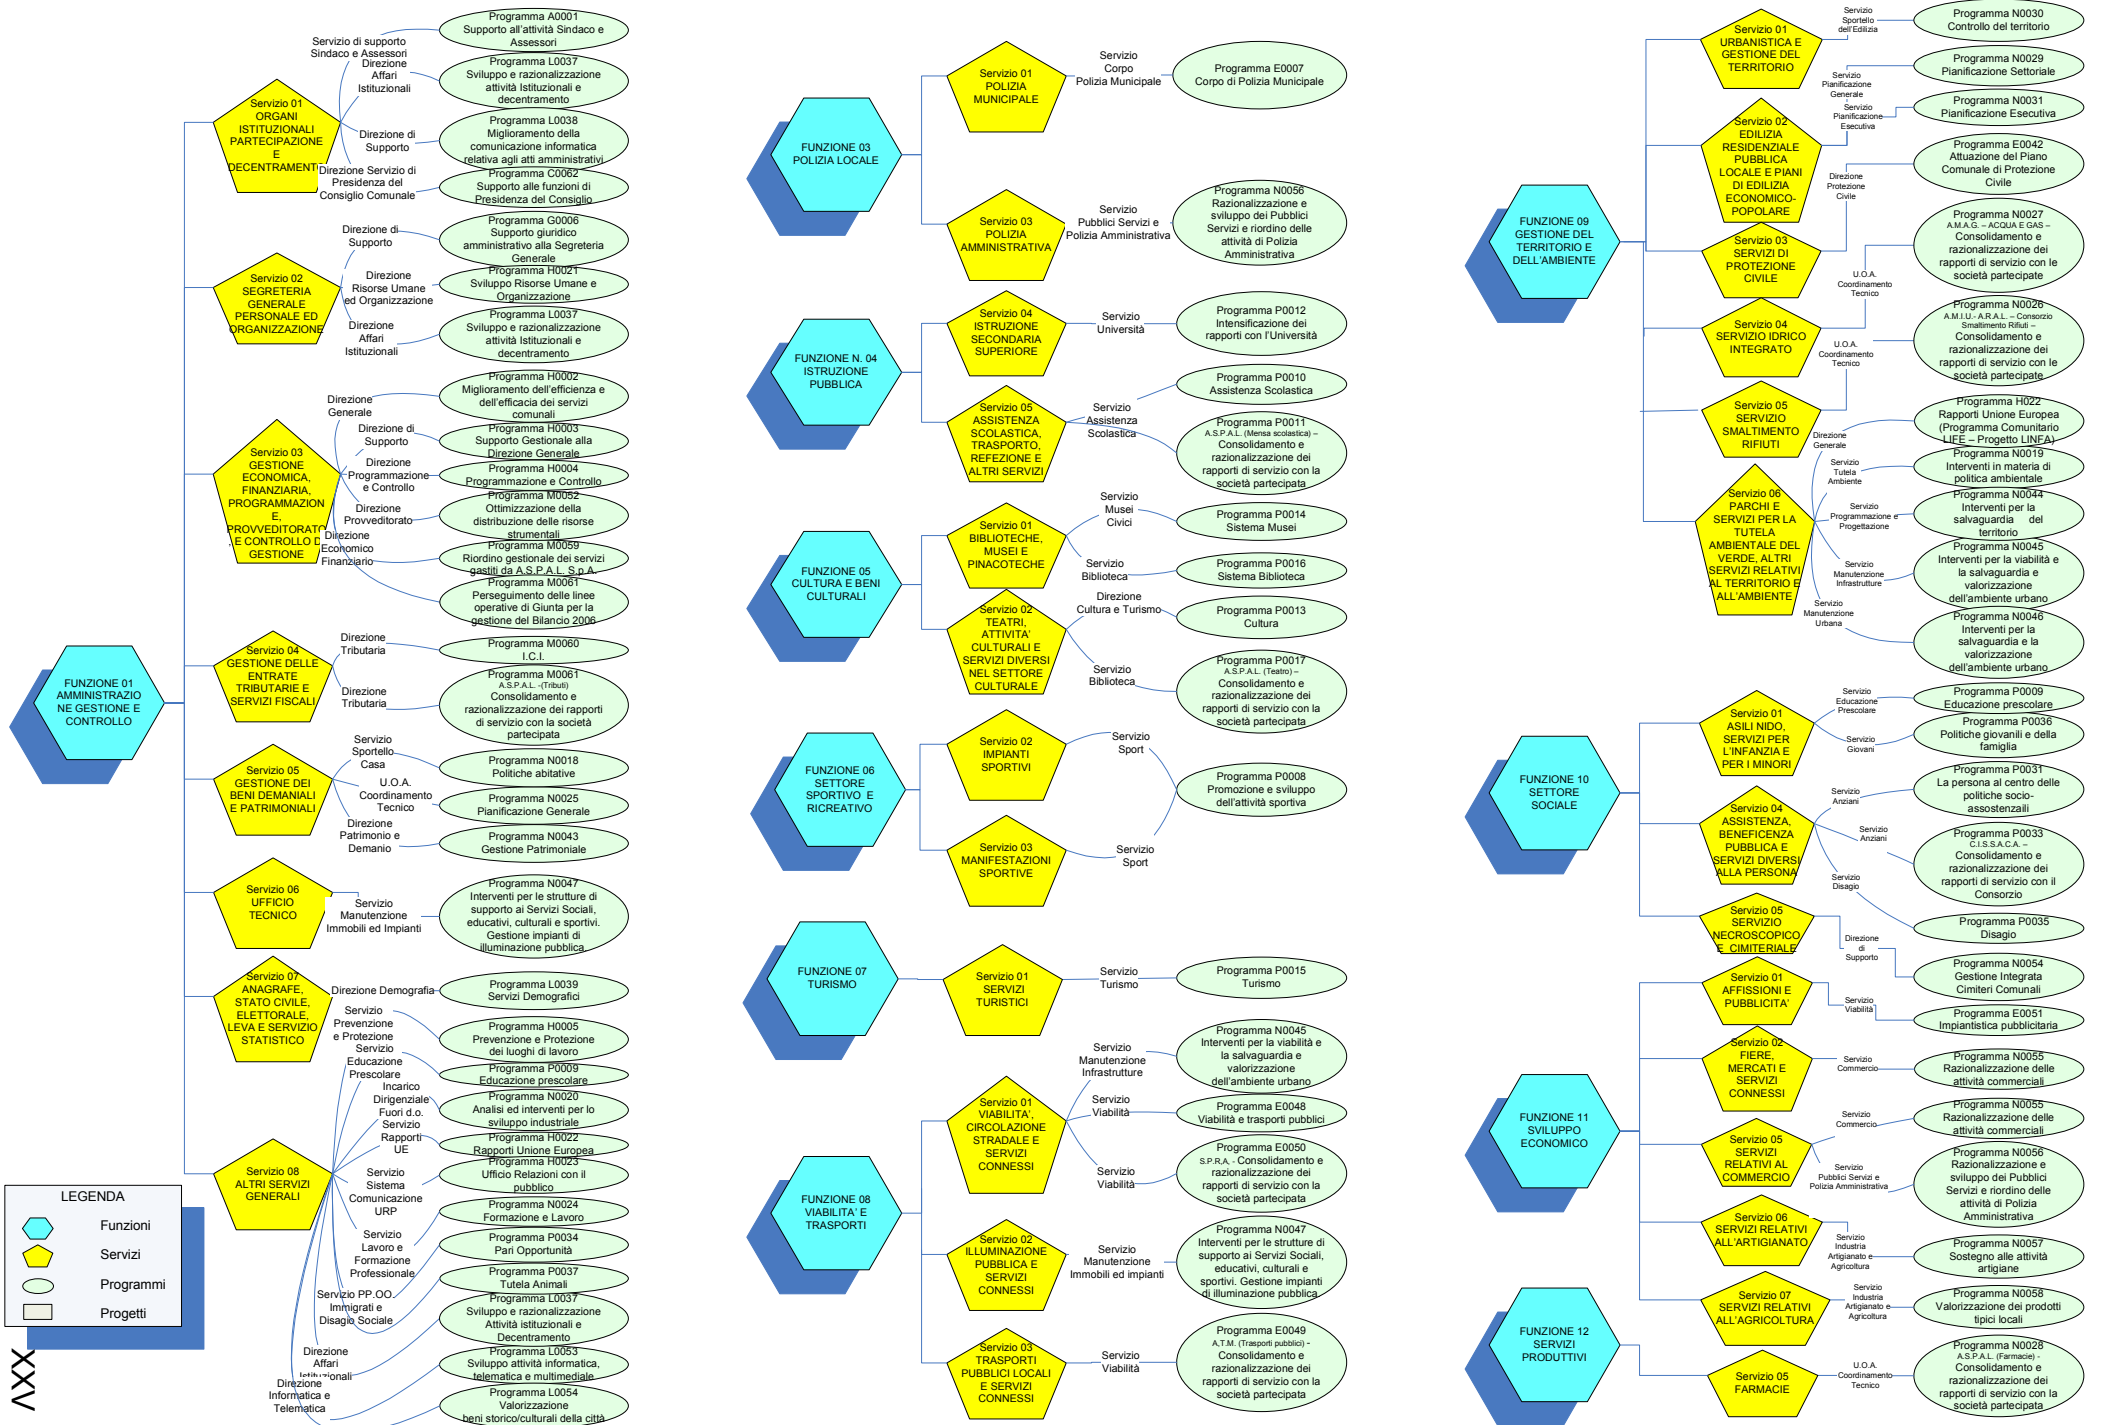 FUNZIONE 01
AMMINISTRAZIO
NE GESTIONE E
CONTROLLO
Servizio 01
ORGANI
ISTITUZIONALI
PARTECIPAZIONE
E
DECENTRAMENTO
Servizio di supporto
Sindaco e Assessori
Programma A0001
Supporto all'attività Sindaco e
Assessori
Direzione
Affari
Istituzionali
Programma L0037
Sviluppo e razionalizzazione
attività Istituzionali e
decentramento
Direzione di
Supporto
Programma L0038
Miglioramento della
comunicazione informatica
relativa agli atti amministrativi
Direzione Servizio di
Presidenza del
Consiglio Comunale
Programma C0062
Supporto alle funzioni di
Presidenza del Consiglio
Servizio 02
SEGRETERIA
GENERALE
PERSONALE ED
ORGANIZZAZIONE
Direzione di
Supporto
Programma G0006
Supporto giuridico
amministrativo alla Segreteria
Generale
Direzione
Risorse Umane
ed Organizzazione
Programma H0021
Sviluppo Risorse Umane e
Organizzazione
Direzione
Affari
Istituzionali
Programma L0037
Sviluppo e razionalizzazione
attività Istituzionali e
decentramento
Servizio 03
GESTIONE
ECONOMICA,
FINANZIARIA,
PROGRAMMAZION
E,
PROVVEDITORATO
E CONTROLLO D
GESTIONE
Direzione
Generale
Programma H0002
Miglioramento dell'efficienza e
dell'efficacia dei servizi
comunali
Direzione di
Supporto
Programma H0003
Supporto Gestionale alla
Direzione Generale
Direzione
Programmazione
e Controllo
Programma H0004
Programmazione e Controllo
Direzione
Provveditorato
Programma M0052
Ottimizzazione della
distribuzione delle risorse
strumentali
Direzione
Economico
Finanziario
Programma M0059
Riordino gestionale dei servizi
gastiti da A.S.P.A.L. S.p.A.
Programma M0061
Perseguimento delle linee
operative di Giunta per la
gestione del Bilancio 2006
Servizio 04
GESTIONE DELLE
ENTRATE
TRIBUTARIE E
SERVIZI FISCALI
Direzione
Tributaria
Programma M0060
I.C.I.
Direzione
Tributaria
Programma M0061
A.S.P.A.L. -(Tributi)
Consolidamento e
razionalizzazione dei rapporti
di servizio con la società
partecipata
Servizio 05
GESTIONE DEI
BENI DEMANIALI
E PATRIMONIALI
Servizio
Sportello
Casa
Programma N0018
Politiche abitative
U.O.A.
Coordinamento
Tecnico
Programma N0025
Pianificazione Generale
Direzione
Patrimonio e
Demanio
Programma N0043
Gestione Patrimoniale
Servizio 06
UFFICIO
TECNICO
Servizio
Manutenzione
Immobili ed Impianti
Programma N0047
Interventi per le strutture di
supporto ai Servizi Sociali,
educativi, culturali e sportivi.
Gestione impianti di
illuminazione pubblica
Servizio 07
ANAGRAFE,
STATO CIVILE,
ELETTORALE,
LEVA E SERVIZIO
STATISTICO
Direzione Demografia
Programma L0039
Servizi Demografici
Servizio 08
ALTRI SERVIZI
GENERALI
Servizio
Prevenzione
e Protezione
Programma H0005
Prevenzione e Protezione
dei luoghi di lavoro
Servizio
Educazione
Prescolare
Programma P0009
Educazione prescolare
Incarico
Dirigenziale
Fuori d.o.
Programma N0020
Analisi ed interventi per lo
sviluppo industriale
Servizio
Rapporti
UE
Programma H0022
Rapporti Unione Europea
Servizio
Sistema
Comunicazione
URP
Programma H0023
Ufficio Relazioni con il
pubblico
Servizio
Lavoro e
Formazione
Professionale
Programma N0024
Formazione e Lavoro
Servizio PP.OO.
Immigrati e
Disagio Sociale
Programma P0034
Pari Opportunità
Programma P0037
Tutela Animali
Direzione
Affari
Istituzionali
Programma L0037
Sviluppo e razionalizzazione
Attività istituzionali e
Decentramento
Direzione
Informatica e
Telematica
Programma L0053
Sviluppo attività informatica,
telematica e multimediale
Programma L0054
Valorizzazione
beni storico/culturali della città
LEGENDA
Funzioni
Servizi
Programmi
Progetti
XXV
FUNZIONE 03
POLIZIA LOCALE
Servizio 01
POLIZIA
MUNICIPALE
Servizio
Corpo
Polizia Municipale
Programma E0007
Corpo di Polizia Municipale
Servizio 03
POLIZIA
AMMINISTRATIVA
Servizio
Pubblici Servizi e
Polizia Amministrativa
Programma N0056
Razionalizzazione e
sviluppo dei Pubblici
Servizi e riordino delle
attività di Polizia
Amministrativa
FUNZIONE N. 04
ISTRUZIONE
PUBBLICA
Servizio 04
ISTRUZIONE
SECONDARIA
SUPERIORE
Servizio
Università
Programma P0012
Intensificazione dei
rapporti con l'Università
Servizio 05
ASSISTENZA
SCOLASTICA,
TRASPORTO,
REFEZIONE E
ALTRI SERVIZI
Servizio
Assistenza
Scolastica
Programma P0010
Assistenza Scolastica
Programma P0011
A.S.P.A.L. (Mensa scolastica) –
Consolidamento e
razionalizzazione dei
rapporti di servizio con la
società partecipata
FUNZIONE 05
CULTURA E BENI
CULTURALI
Servizio 01
BIBLIOTECHE,
MUSEI E
PINACOTECHE
Servizio
Musei
Civici
Programma P0014
Sistema Musei
Servizio
Biblioteca
Programma P0016
Sistema Biblioteca
Servizio 02
TEATRI,
ATTIVITA'
CULTURALI E
SERVIZI DIVERSI
NEL SETTORE
CULTURALE
Direzione
Cultura e Turismo
Programma P0013
Cultura
Servizio
Biblioteca
Programma P0017
A.S.P.A.L. (Teatro) –
Consolidamento e
razionalizzazione dei
rapporti di servizio con la
società partecipata
FUNZIONE 06
SETTORE
SPORTIVO E
RICREATIVO
Servizio 02
IMPIANTI
SPORTIVI
Servizio
Sport
Programma P0008
Promozione e sviluppo
dell'attività sportiva
Servizio 03
MANIFESTAZIONI
SPORTIVE
Servizio
Sport
FUNZIONE 07
TURISMO
Servizio 01
SERVIZI
TURISTICI
Servizio
Turismo
Programma P0015
Turismo
FUNZIONE 08
VIABILITA' E
TRASPORTI
Servizio 01
VIABILITA',
CIRCOLAZIONE
STRADALE E
SERVIZI
CONNESSI
Servizio
Manutenzione
Infrastrutture
Programma N0045
Interventi per la viabilità e
la salvaguardia e
valorizzazione
dell'ambiente urbano
Servizio
Viabilità
Programma E0048
Viabilità e trasporti pubblici
Servizio
Viabilità
Programma E0050
S.P.R,A, - Consolidamento e
razionalizzazione dei
rapporti di servizio con la
società partecipata
Servizio 02
ILLUMINAZIONE
PUBBLICA E
SERVIZI
CONNESSI
Servizio
Manutenzione
Immobili ed impianti
Programma N0047
Interventi per le strutture di
supporto ai Servizi Sociali,
educativi, culturali e
sportivi. Gestione impianti
di illuminazione pubblica
Servizio 03
TRASPORTI
PUBBLICI LOCALI
E SERVIZI
CONNESSI
Servizio
Viabilità
Programma E0049
A,T.M. (Trasporti pubblici) -
Consolidamento e
razionalizzazione dei
rapporti di servizio con la
società partecipata
FUNZIONE 09
GESTIONE DEL
TERRITORIO E
DELL'AMBIENTE
Servizio 01
URBANISTICA E
GESTIONE DEL
TERRITORIO
Servizio
Sportello
dell'Edilizia
Programma N0030
Controllo del territorio
Servizio 02
EDILIZIA
RESIDENZIALE
PUBBLICA
LOCALE E PIANI
DI EDILIZIA
ECONOMICO-
POPOLARE
Servizio
Pianificazione
Generale
Programma N0029
Pianificazione Settoriale
Servizio
Pianificazione
Esecutiva
Programma N0031
Pianificazione Esecutiva
Servizio 03
SERVIZI DI
PROTEZIONE
CIVILE
Direzione
Protezione
Civile
Programma E0042
Attuazione del Piano
Comunale di Protezione
Civile
Servizio 04
SERVIZIO IDRICO
INTEGRATO
U.O.A.
Coordinamento
Tecnico
Programma N0027
A.M.A.G. – ACQUA E GAS –
Consolidamento e
razionalizzazione dei
rapporti di servizio con le
società partecipate
Servizio 05
SERVIZIO
SMALTIMENTO
RIFIUTI
U.O.A.
Coordinamento
Tecnico
Programma N0026
A.M.I.U.- A.R.A.L. – Consorzio
Smaltimento Rifiuti –
Consolidamento e
razionalizzazione dei
rapporti di servizio con le
società partecipate
Servizio 06
PARCHI E
SERVIZI PER LA
TUTELA
AMBIENTALE DEL
VERDE, ALTRI
SERVIZI RELATIVI
AL TERRITORIO E
ALL'AMBIENTE
Direzione
Generale
Programma H022
Rapporti Unione Europea
(Programma Comunitario
LIFE – Progetto LINFA)
Servizio
Tutela
Ambiente
Programma N0019
Interventi in materia di
politica ambientale
Servizio
Programmazione e
Progettazione
Programma N0044
Interventi per la
salvaguardia del
territorio
Servizio
Manutenzione
Infrastrutture
Programma N0045
Interventi per la viabilità e
la salvaguardia e
valorizzazione
dell'ambiente urbano
Servizio
Manutenzione
Urbana
Programma N0046
Interventi per la
salvaguardia e la
valorizzazione
dell'ambiente urbano
FUNZIONE 10
SETTORE
SOCIALE
Servizio 01
ASILI NIDO,
SERVIZI PER
L'INFANZIA E
PER I MINORI
Servizio
Educazione
Prescolare
Programma P0009
Educazione prescolare
Servizio
Giovani
Programma P0036
Politiche giovanili e della
famiglia
Servizio 04
ASSISTENZA,
BENEFICENZA
PUBBLICA E
SERVIZI DIVERSI
ALLA PERSONA
Servizio
Anziani
Programma P0031
La persona al centro delle
politiche socio-
assostenzaili
Servizio
Anziani
Programma P0033
C.I.S.S.A.C.A. –
Consolidamento e
razionalizzazione dei
rapporti di servizio con il
Consorzio
Servizio
Disagio
Programma P0035
Disagio
Servizio 05
SERVIZIO
NECROSCOPICO
E CIMITERIALE
Direzione
di
Supporto
Programma N0054
Gestione Integrata
Cimiteri Comunali
FUNZIONE 11
SVILUPPO
ECONOMICO
Servizio 01
AFFISSIONI E
PUBBLICITA'
Servizio
Viabilità
Programma E0051
Impiantistica pubblicitaria
Servizio 02
FIERE,
MERCATI E
SERVIZI
CONNESSI
Servizio
Commercio
Programma N0055
Razionalizzazione delle
attività commerciali
Servizio 05
SERVIZI
RELATIVI AL
COMMERCIO
Servizio
Commercio
Programma N0055
Razionalizzazione delle
attività commerciali
Servizio
Pubblici Servizi e
Polizia Amministrativa
Programma N0056
Razionalizzazione e
sviluppo dei Pubblici
Servizi e riordino delle
attività di Polizia
Amministrativa
Servizio 06
SERVIZI RELATIVI
ALL'ARTIGIANATO
Servizio
Industria
Artigianato e
Agricoltura
Programma N0057
Sostegno alle attività
artigiane
Servizio 07
SERVIZI RELATIVI
ALL'AGRICOLTURA
Servizio
Industria
Artigianato e
Agricoltura
Programma N0058
Valorizzazione dei prodotti
tipici locali
FUNZIONE 12
SERVIZI
PRODUTTIVI
Servizio 05
FARMACIE
U.O.A.
Coordinamento
Tecnico
Programma N0028
A.S.P.A.L. (Farmacie) -
Consolidamento e
razionalizzazione dei
rapporti di servizio con la
società partecipata